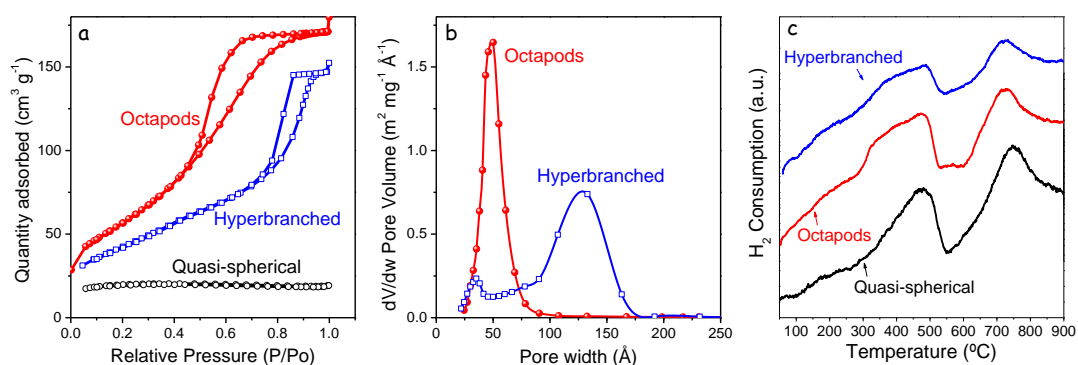 a
Quantity adsorbed (cm³ g⁻¹)
150
100
50
0
Octapods
Hyperbranched
Quasi-spherical
0.0
0.2
0.4
0.6
0.8
1.0
Relative Pressure (P/Po)
b
dV/dw Pore Volume (m² mg⁻¹ Å⁻¹)
1.5
1.0
0.5
0.0
Octapods
Hyperbranched
0
50
100
150
200
250
Pore width (Å)
c
H₂ Consumption (a.u.)
Hyperbranched
Octapods
Quasi-spherical
100
200
300
400
500
600
700
800
900
Temperature (ºC)